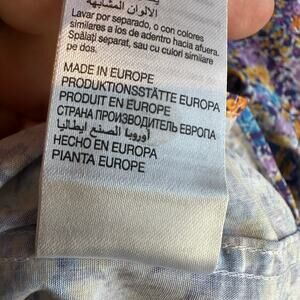 الألوان المشابهة
Lavar por separado, o con colores
similares a los de adentro hacia afuera.
Spălați separat, sau cu culori similare
pe dos.
MADE IN EUROPE
PRODUKTIONSSTÄTTE EUROPA
PRODUIT EN EUROPE
СТРАНА ПРОИЗВОДИТЕЛЬ ЕВРОПА
أوروبا الصنع إيطاليا
HECHO EN EUROPA
PIANTA EUROPE